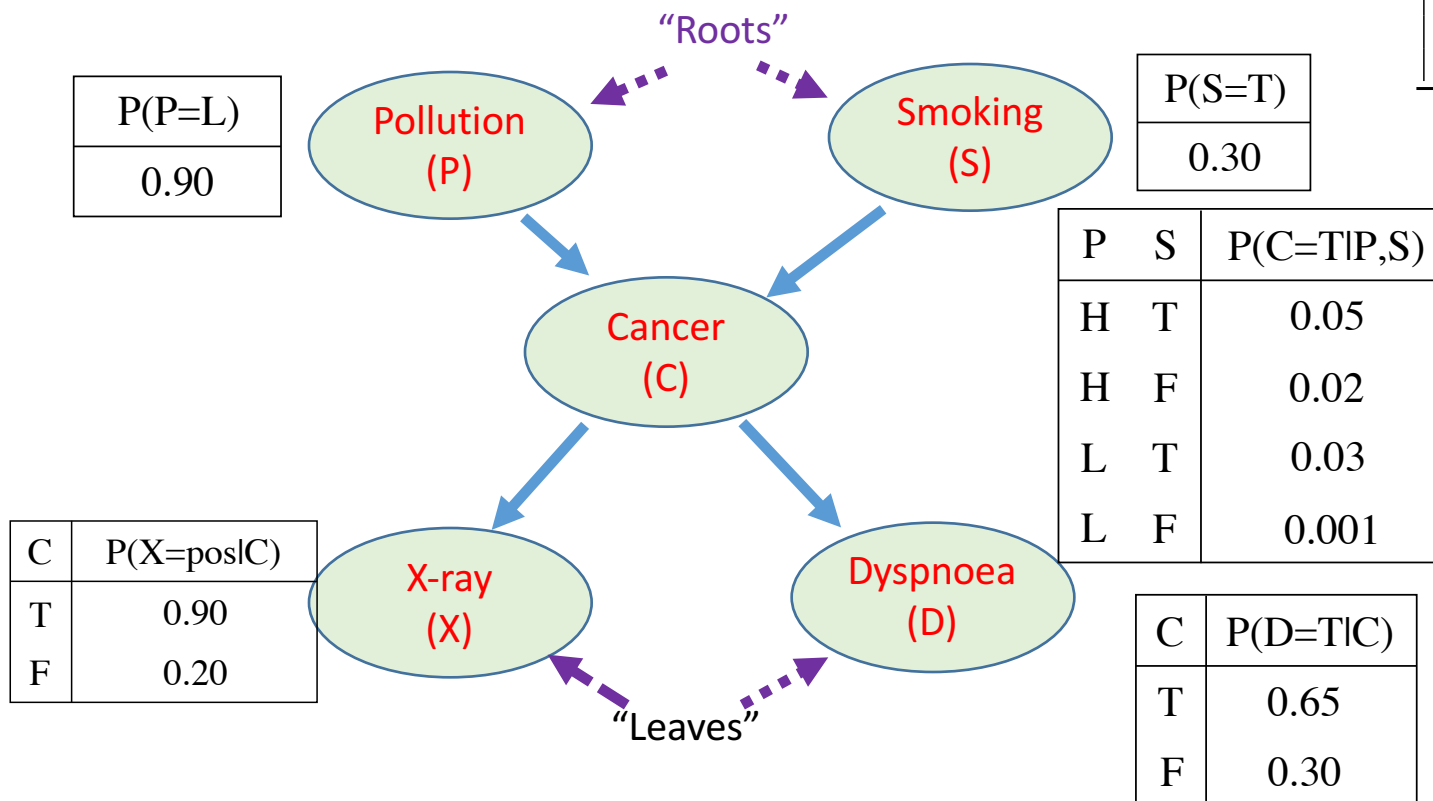 “Roots”
P(P=L)
0.90
Pollution
(P)
Smoking
(S)
P(S=T)
0.30
P S P(C=T|P,S)
H T 0.05
H F 0.02
L T 0.03
L F 0.001
Cancer
(C)
C P(X=pos|C)
T 0.90
F 0.20
X-ray
(X)
Dyspnoea
(D)
C P(D=T|C)
T 0.65
F 0.30
“Leaves”